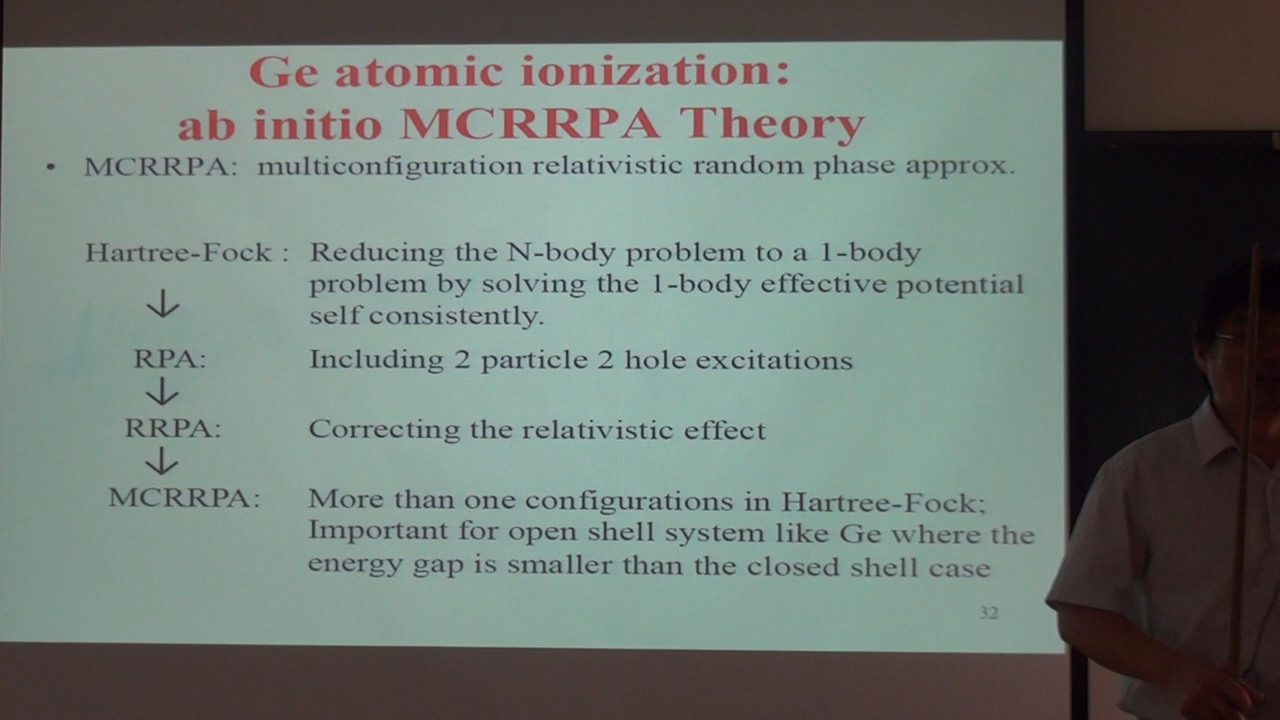 Ge atomic ionization:
ab initio MCRRPA Theory
• MCRRPA: multiconfiguration relativistic random phase approx.
Hartree-Fock : Reducing the N-body problem to a 1-body
problem by solving the 1-body effective potential
self consistently.
↓
RPA: Including 2 particle 2 hole excitations
↓
RRPA: Correcting the relativistic effect
↓
MCRRPA: More than one configurations in Hartree-Fock;
Important for open shell system like Ge where the
energy gap is smaller than the closed shell case
32